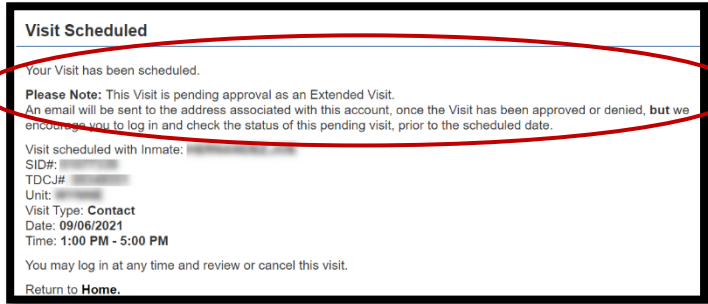 Visit Scheduled
Your Visit has been scheduled.
Please Note: This Visit is pending approval as an Extended Visit.
An email will be sent to the address associated with this account, once the Visit has been approved or denied, but we
encourage you to log in and check the status of this pending visit, prior to the scheduled date.
Visit scheduled with Inmate:
SID#:
TDCJ#
Unit:
Visit Type: Contact
Date: 09/06/2021
Time: 1:00 PM - 5:00 PM
You may log in at any time and review or cancel this visit.
Return to Home.